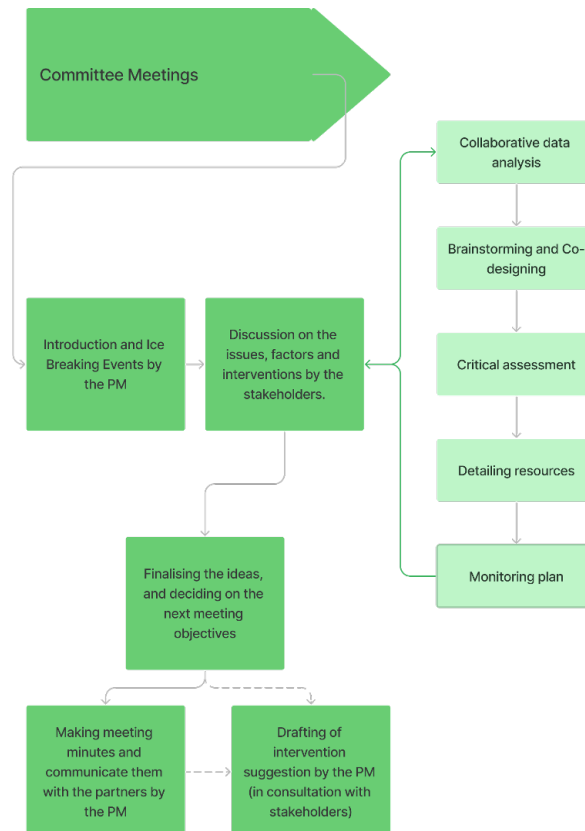 Committee Meetings
Collaborative data
analysis
Brainstorming and Co-
designing
Critical assessment
Detailing resources
Monitoring plan
Introduction and Ice
Breaking Events by
the PM
Discussion on the
issues, factors and
interventions by the
stakeholders.
Finalising the ideas,
and deciding on the
next meeting
objectives
Making meeting
minutes and
communicate them
with the partners by
the PM
Drafting of
intervention
suggestion by the PM
(in consultation with
stakeholders)